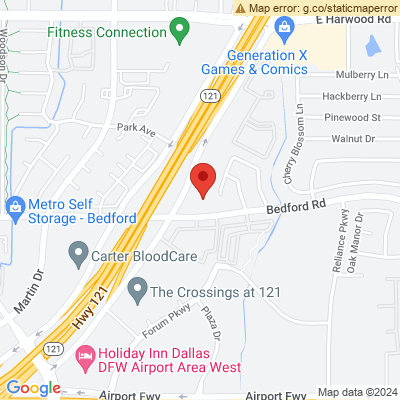 Map error: g.co/staticmaperror
E Harwood Rd
Woodson Dr
Fitness Connection
Generation X
Games & Comics
Mulberry Ln
Hackberry Ln
Pinewood St
Walnut Dr
121
Park Ave
Cherry Blossom Ln
Metro Self
Storage - Bedford
Bedford Rd
Reliance Pkwy
Oak Manor Dr
Carter BloodCare
Martin Dr
The Crossings at 121
Hwy 121
Forum Pkwy
Plaza Dr
121
Holiday Inn Dallas
DFW Airport Area West
Google
Airport Fwy
Airport Fwy
Map data ©2024